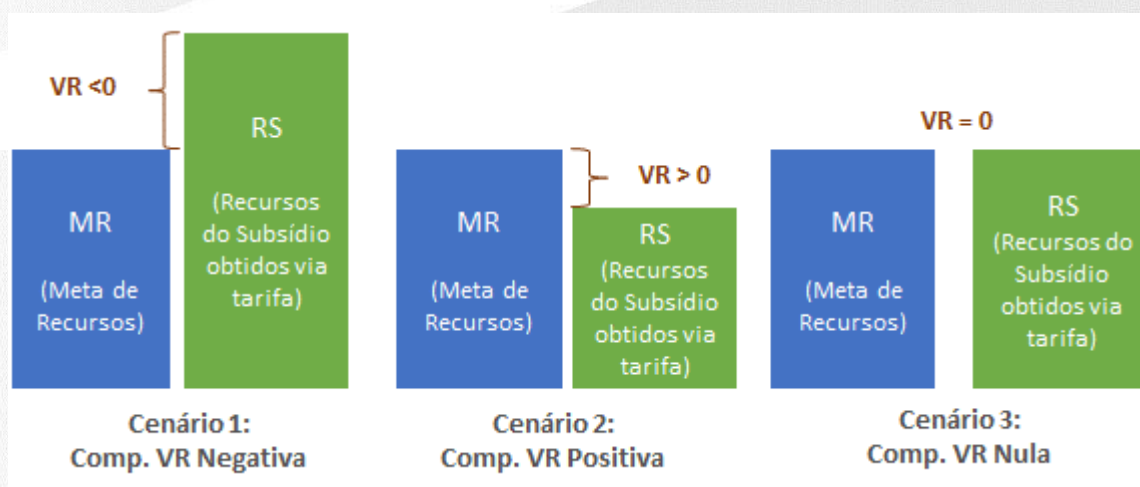 VR <0
MR
(Meta de
Recursos)
RS
(Recursos
do Subsídio
obtidos via
tarifa)
Cenário 1:
Comp. VR Negativa
VR > 0
MR
(Meta de
Recursos)
RS
(Recursos
do Subsídio
obtidos via
tarifa)
Cenário 2:
Comp. VR Positiva
VR = 0
MR
(Meta de
Recursos)
RS
(Recursos do
Subsídio
obtidos via
tarifa)
Cenário 3:
Comp. VR Nula